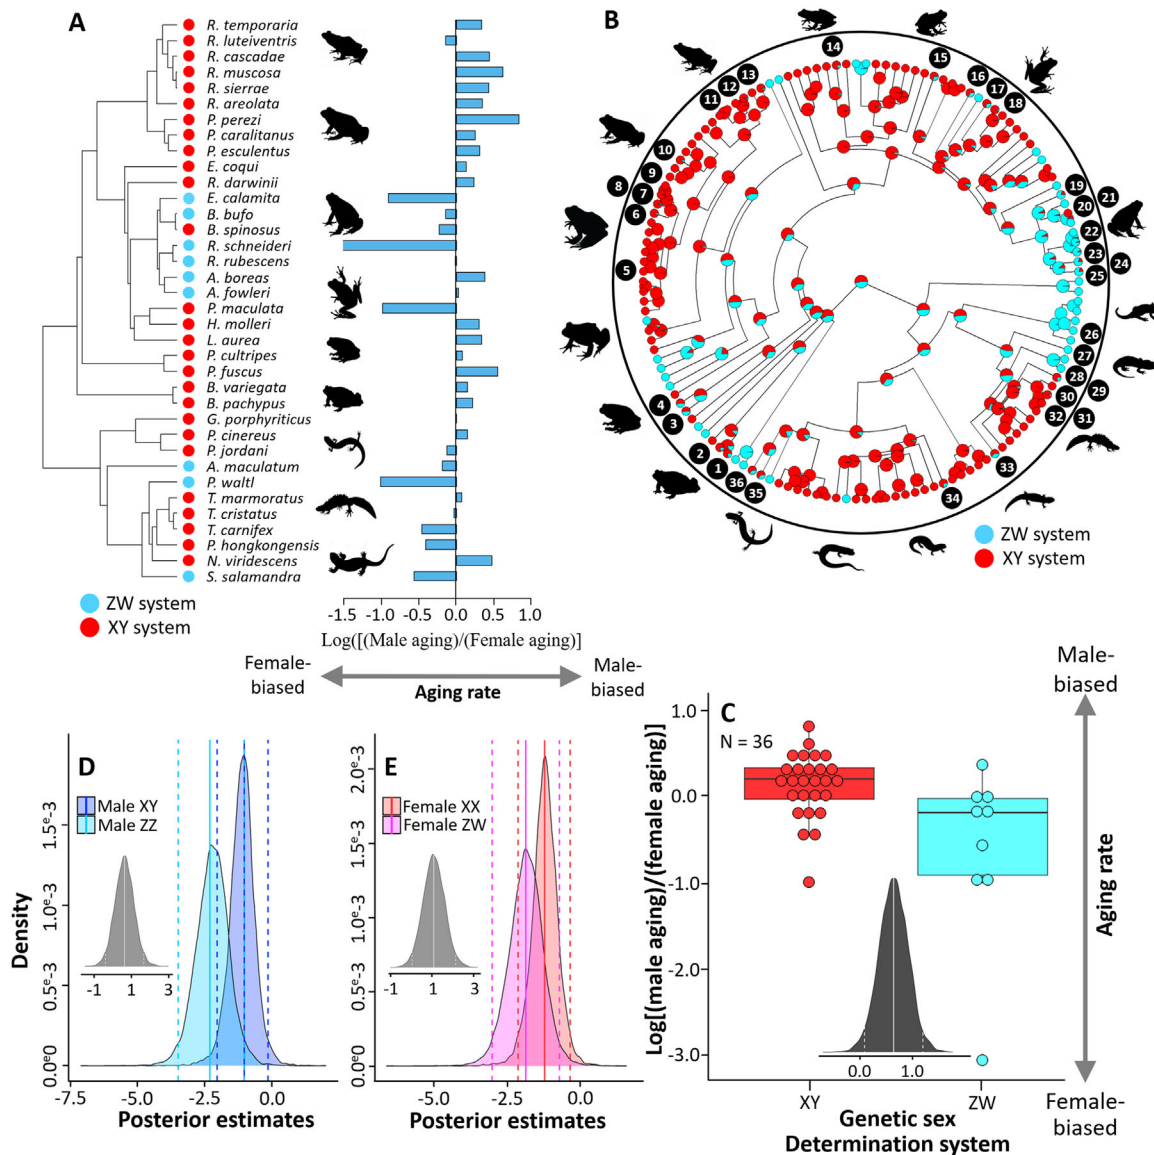 A
R. temporaria
R. luteiventris
R. cascadae
R. muscosa
R. sierrae
R. areolata
P. perezi
P. caralitanus
P. esculentus
E. coqui
R. darwinii
E. calamita
B. bufo
B. spinosus
R. schneideri
R. rubescens
A. boreas
A. fowleri
P. maculata
H. molleri
L. aurea
P. cultripes
P. fuscus
B. variegata
B. pachypus
G. porphyriticus
P. cinereus
P. jordani
A. maculatum
P. waltl
T. marmoratus
T. cristatus
T. carnifex
P. hongkongensis
N. viridescens
S. salamandra
ZW system
XY system
-1.5 -1.0 -0.5 0.0 0.5 1.0
Log([(Male aging)/(Female aging)]
Female-
biased
Aging rate
Male-
biased
B
1
2
3
4
5
6
7
8
9
10
11
12
13
14
15
16
17
18
19
20
21
22
23
24
25
26
27
28
29
30
31
32
33
34
35
36
ZW system
XY system
D
Male XY
Male ZZ
-1 1 3
Density
0.0e0
0.5e-3
1.0e-3
1.5e-3
-7.5 -5.0 -2.5 0.0
Posterior estimates
E
Female XX
Female ZW
-1 1 3
0.0e0
0.5e-3
1.0e-3
1.5e-3
2.0e-3
-5.0 -2.5 0.0
Posterior estimates
C
N = 36
Log[(male aging)/(female aging)]
1.0
0.0
-1.0
-2.0
-3.0
0.0 1.0
XY ZW
Genetic sex
Determination system
Male-
biased
Aging rate
Female-
biased